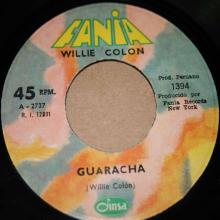 FANIA
WILLIE COLON
45 RPM.
A - 2737
R. I. 12811
Prod. Peruano
1394
Producido por
Fania Records
New York
GUARACHA
(Willie Colón)
Cinsa